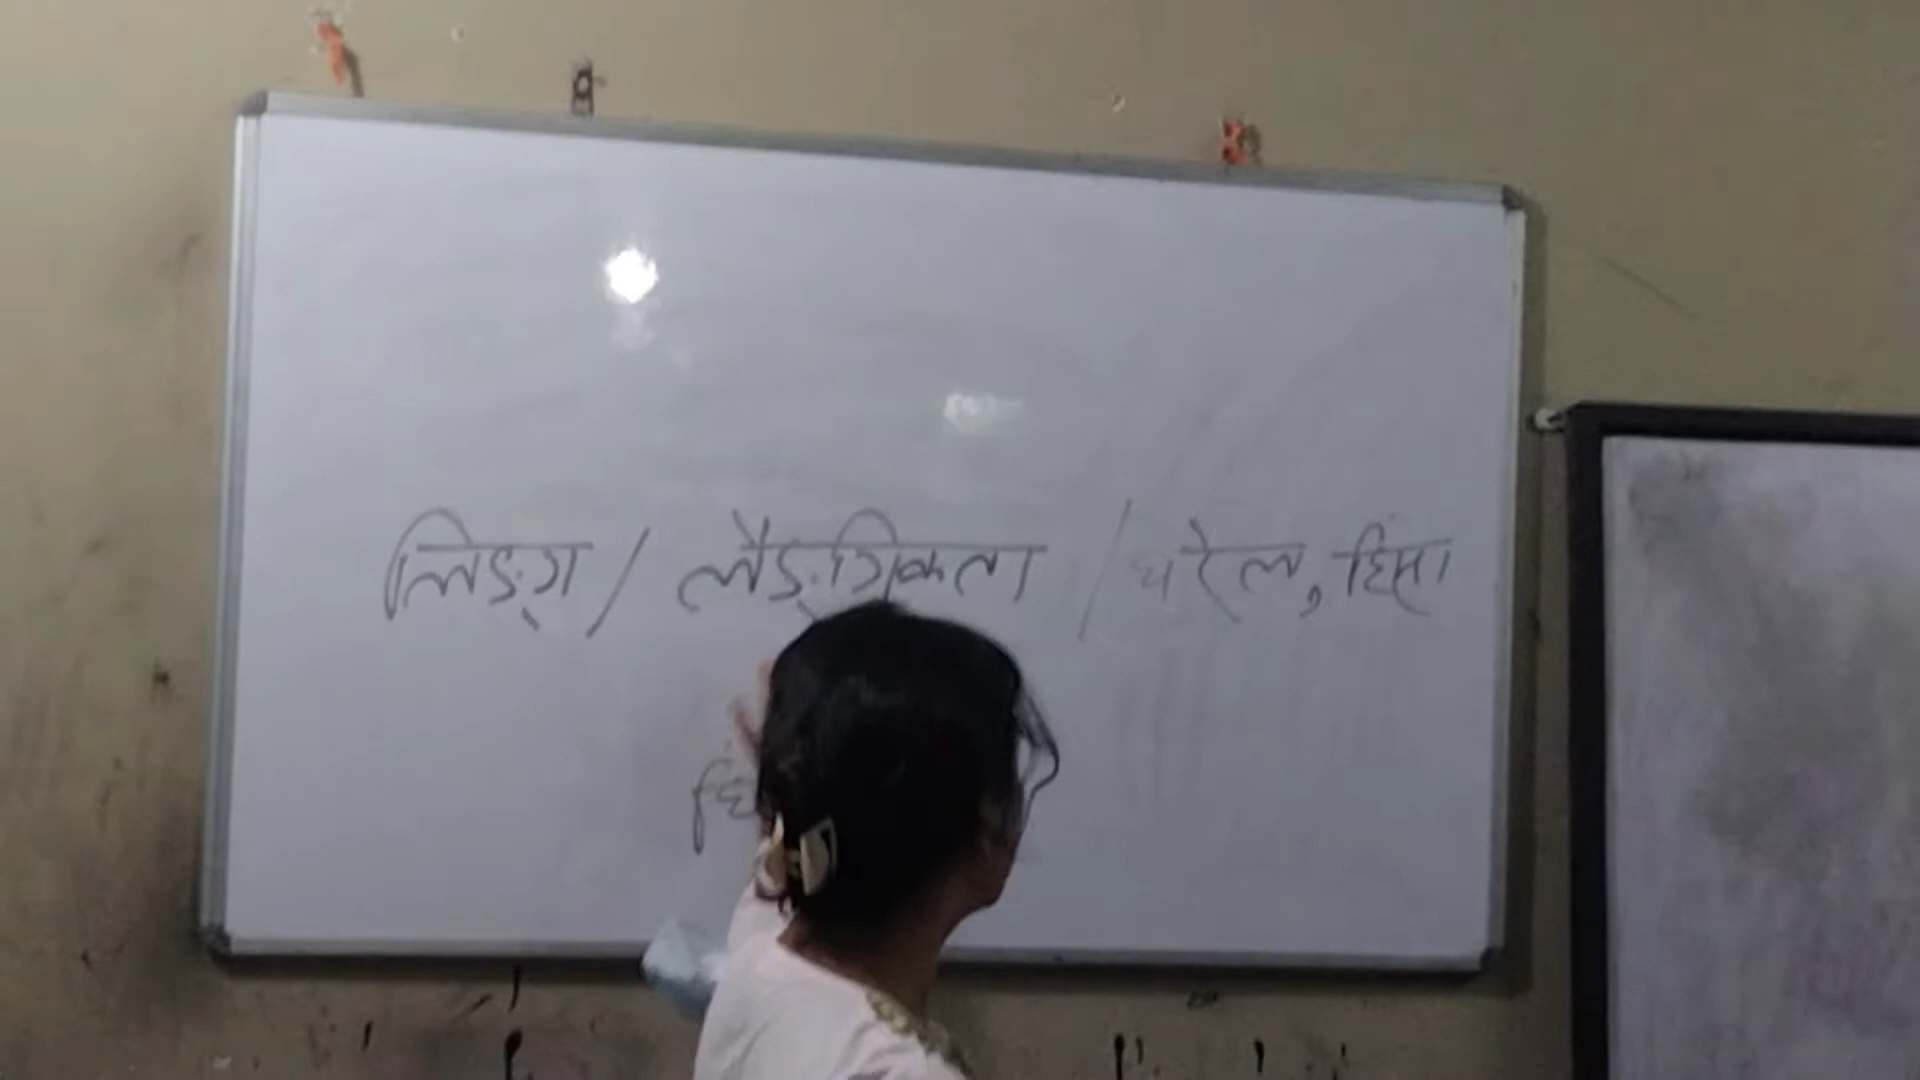 लिङ्ग / लैङ्गिकता / घरेलु हिंसा